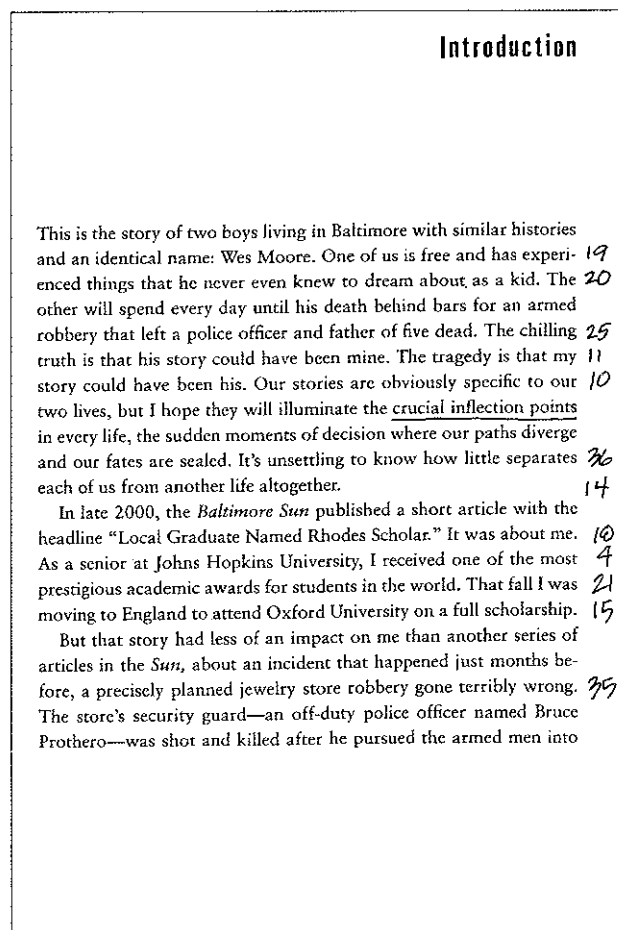 Introduction
This is the story of two boys living in Baltimore with similar histories
and an identical name: Wes Moore. One of us is free and has experi- 19
enced things that he never even knew to dream about as a kid. The 20
other will spend every day until his death behind bars for an armed
robbery that left a police officer and father of five dead. The chilling 25
truth is that his story could have been mine. The tragedy is that my 11
story could have been his. Our stories are obviously specific to our 10
two lives, but I hope they will illuminate the crucial inflection points
in every life, the sudden moments of decision where our paths diverge
and our fates are sealed. It's unsettling to know how little separates 36
each of us from another life altogether. 14
In late 2000, the Baltimore Sun published a short article with the
headline “Local Graduate Named Rhodes Scholar.” It was about me. 10
As a senior at Johns Hopkins University, I received one of the most 4
prestigious academic awards for students in the world. That fall I was 21
moving to England to attend Oxford University on a full scholarship. 15
But that story had less of an impact on me than another series of
articles in the Sun, about an incident that happened just months be-
fore, a precisely planned jewelry store robbery gone terribly wrong. 35
The store's security guard—an off-duty police officer named Bruce
Prothero—was shot and killed after he pursued the armed men into